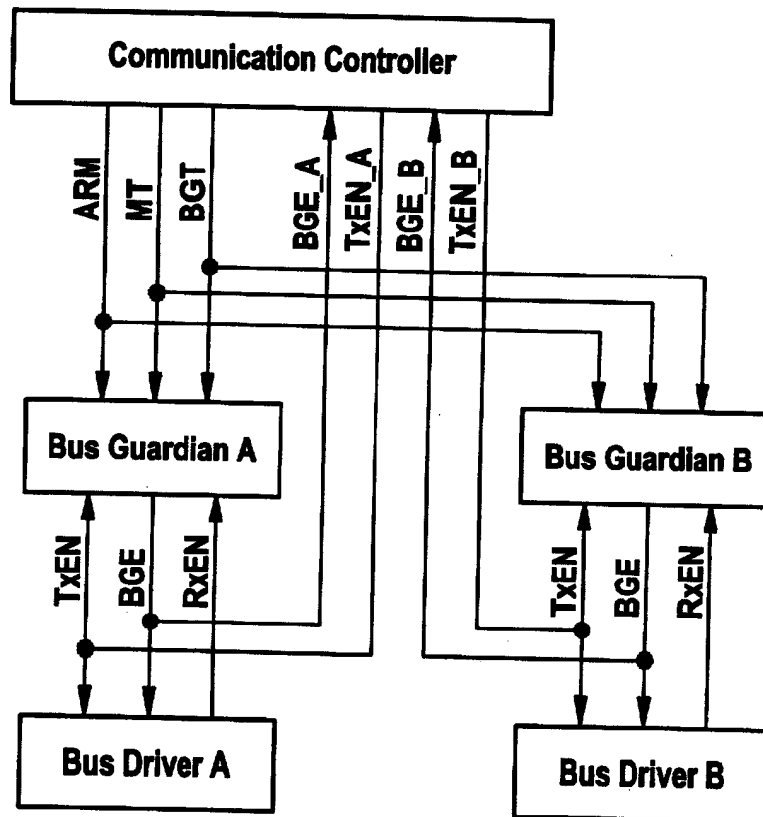 Communication Controller
ARM
MT
BGT
BGE_A
TxEN_A
BGE_B
TxEN_B
Bus Guardian A
Bus Guardian B
TxEN
BGE
RxEN
TxEN
BGE
RxEN
Bus Driver A
Bus Driver B